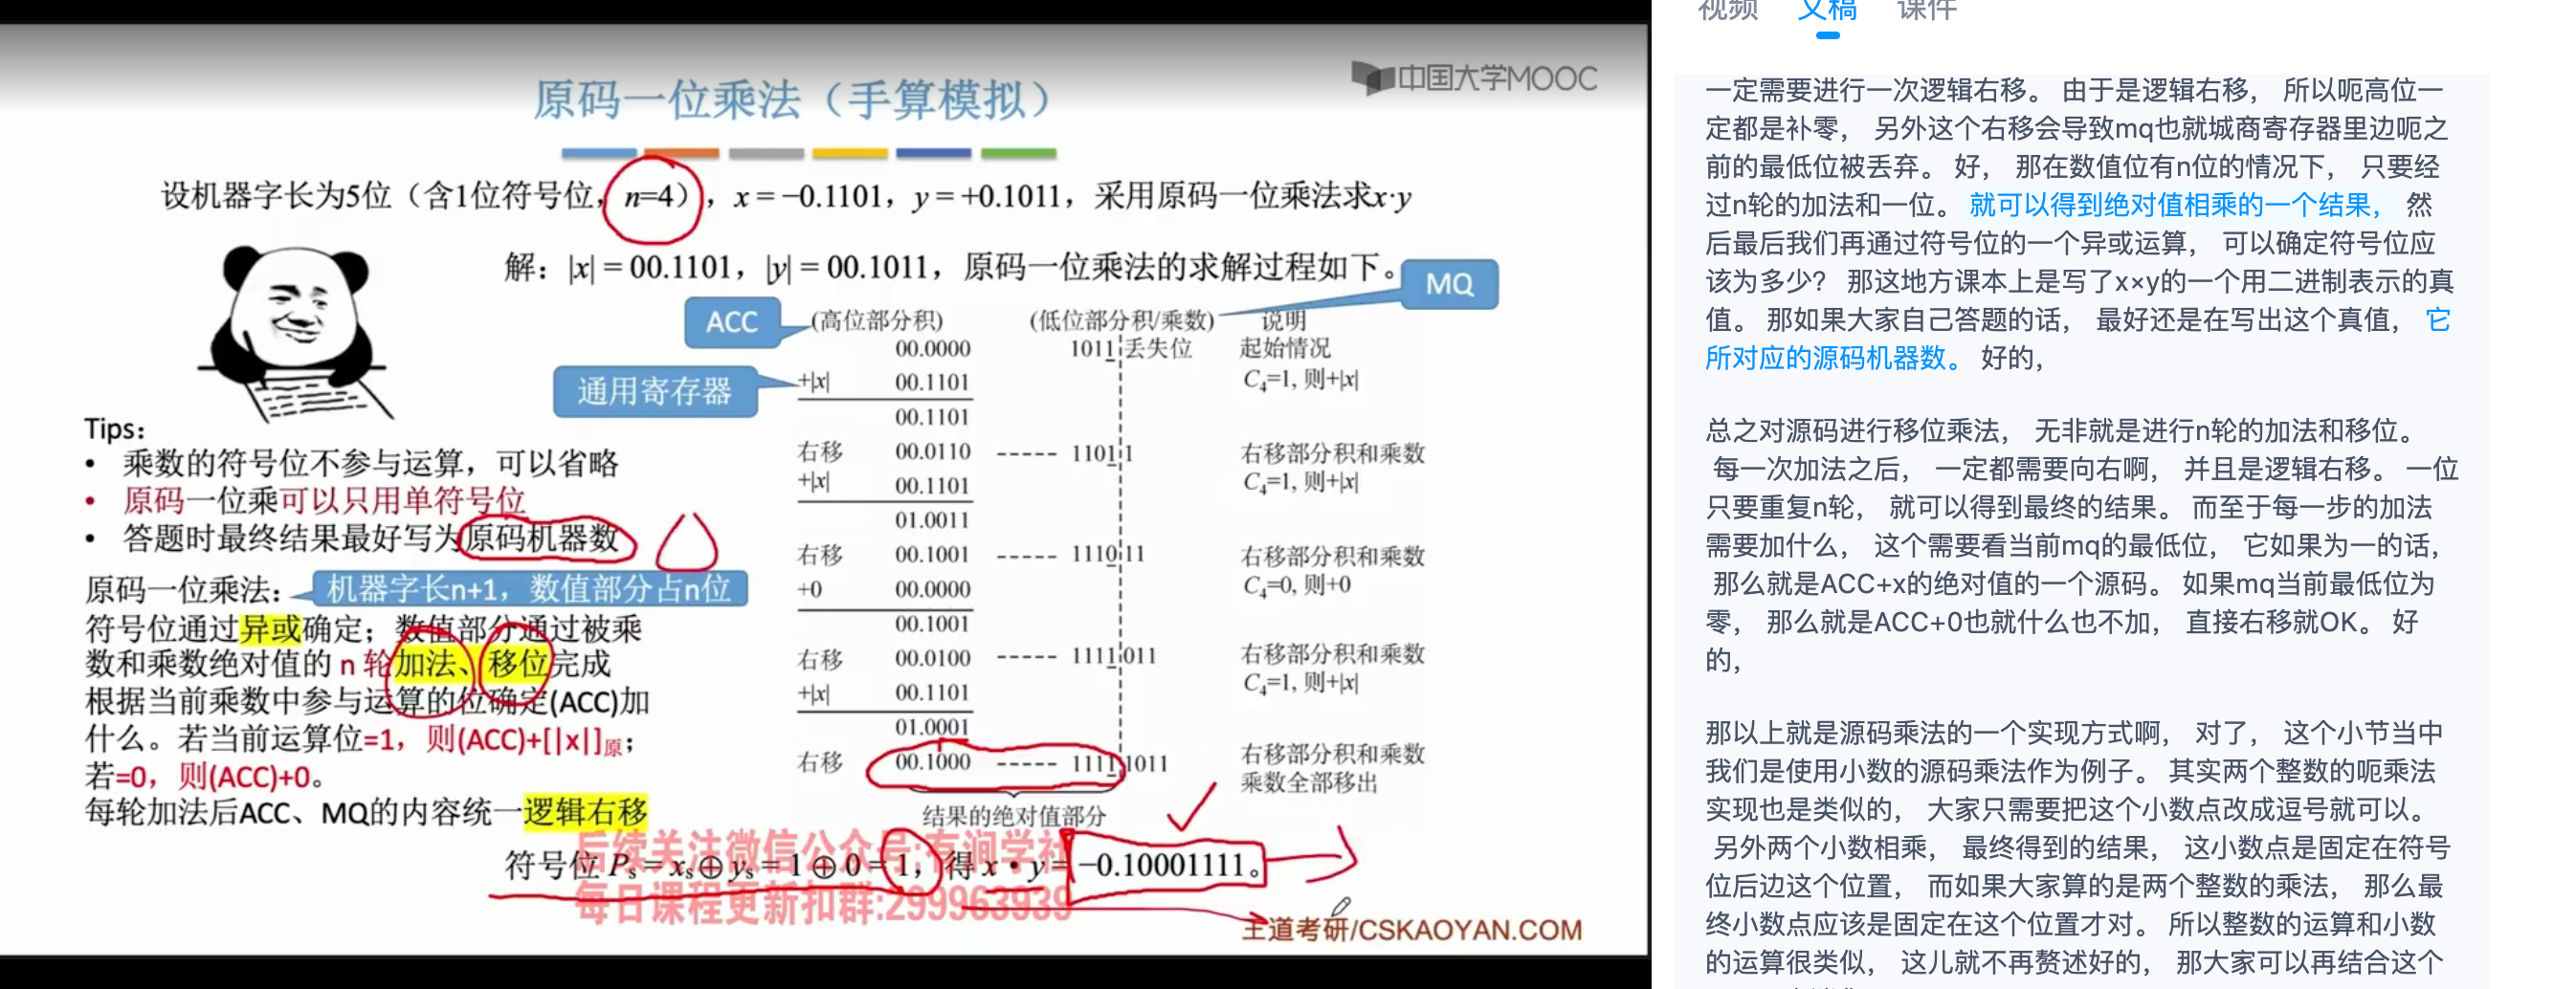 中国大学MOOC
原码一位乘法（手算模拟）
设机器字长为5位（含1位符号位，n=4），x = −0.1101，y = +0.1011，采用原码一位乘法求x·y
解：|x| = 00.1101，|y| = 00.1011，原码一位乘法的求解过程如下。
MQ
ACC
通用寄存器
(高位部分积) (低位部分积/乘数) 说明
00.0000 1011 丢失位 起始情况
+|x| 00.1101 C₄=1, 则+|x|
00.1101
右移 00.0110 ----- 1101 1 右移部分积和乘数
+|x| 00.1101 C₄=1, 则+|x|
01.0011
右移 00.1001 ----- 1110 11 右移部分积和乘数
+0 00.0000 C₄=0, 则+0
00.1001
右移 00.0100 ----- 1111 011 右移部分积和乘数
+|x| 00.1101 C₄=1, 则+|x|
01.0001
右移 00.1000 ----- 1111 1011 右移部分积和乘数
乘数全部移出
结果的绝对值部分
符号位 Pₛ = xₛ⊕yₛ = 1⊕0 = 1，得 x·y = −0.10001111。
Tips：
• 乘数的符号位不参与运算，可以省略
• 原码一位乘可以只用单符号位
• 答题时最终结果最好写为原码机器数
原码一位乘法：
机器字长n+1，数值部分占n位
符号位通过异或确定；数值部分通过被乘
数和乘数绝对值的 n 轮加法、移位完成
根据当前乘数中参与运算的位确定(ACC)加
什么。若当前运算位=1，则(ACC)+[|x|]原；
若=0，则(ACC)+0。
每轮加法后ACC、MQ的内容统一逻辑右移
后续关注微信公众号:有涧学社
每日课程更新扣群:299963939
王道考研/CSKAOYAN.COM
视频 文稿 课件
一定需要进行一次逻辑右移。 由于是逻辑右移， 所以呃高位一
定都是补零， 另外这个右移会导致mq也就城商寄存器里边呃之
前的最低位被丢弃。 好， 那在数值位有n位的情况下， 只要经
过n轮的加法和一位。 就可以得到绝对值相乘的一个结果， 然
后最后我们再通过符号位的一个异或运算， 可以确定符号位应
该为多少？ 那这地方课本上是写了x×y的一个用二进制表示的真
值。 那如果大家自己答题的话， 最好还是在写出这个真值， 它
所对应的源码机器数。 好的，
总之对源码进行移位乘法， 无非就是进行n轮的加法和移位。
每一次加法之后， 一定都需要向右啊， 并且是逻辑右移。 一位
只要重复n轮， 就可以得到最终的结果。 而至于每一步的加法
需要加什么， 这个需要看当前mq的最低位， 它如果为一的话，
那么就是ACC+x的绝对值的一个源码。 如果mq当前最低位为
零， 那么就是ACC+0也就什么也不加， 直接右移就OK。 好
的，
那以上就是源码乘法的一个实现方式啊， 对了， 这个小节当中
我们是使用小数的源码乘法作为例子。 其实两个整数的呃乘法
实现也是类似的， 大家只需要把这个小数点改成逗号就可以。
另外两个小数相乘， 最终得到的结果， 这小数点是固定在符号
位后边这个位置， 而如果大家算的是两个整数的乘法， 那么最
终小数点应该是固定在这个位置才对。 所以整数的运算和小数
的运算很类似， 这儿就不再赘述好的， 那大家可以再结合这个